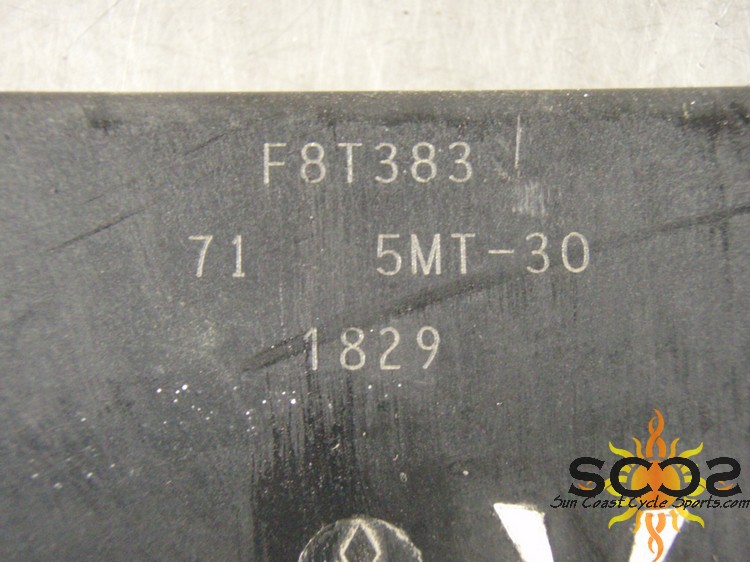 F8T383
71 5MT-30
1829
SCCS
Sun Coast Cycle Sports.com